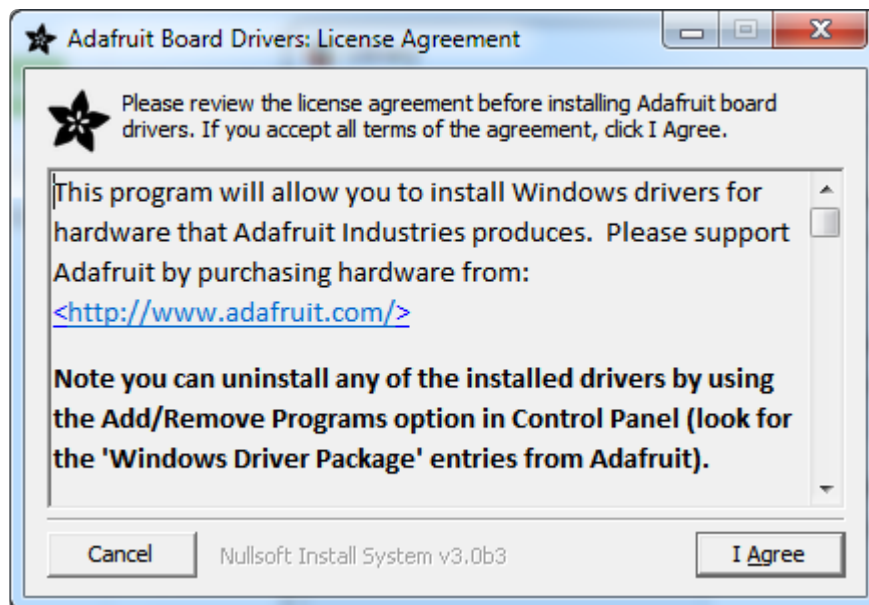 Adafruit Board Drivers: License Agreement
Please review the license agreement before installing Adafruit board
drivers. If you accept all terms of the agreement, click I Agree.
This program will allow you to install Windows drivers for
hardware that Adafruit Industries produces.  Please support
Adafruit by purchasing hardware from:
<http://www.adafruit.com/>
Note you can uninstall any of the installed drivers by using
the Add/Remove Programs option in Control Panel (look for
the 'Windows Driver Package' entries from Adafruit).
Cancel
Nullsoft Install System v3.0b3
I Agree